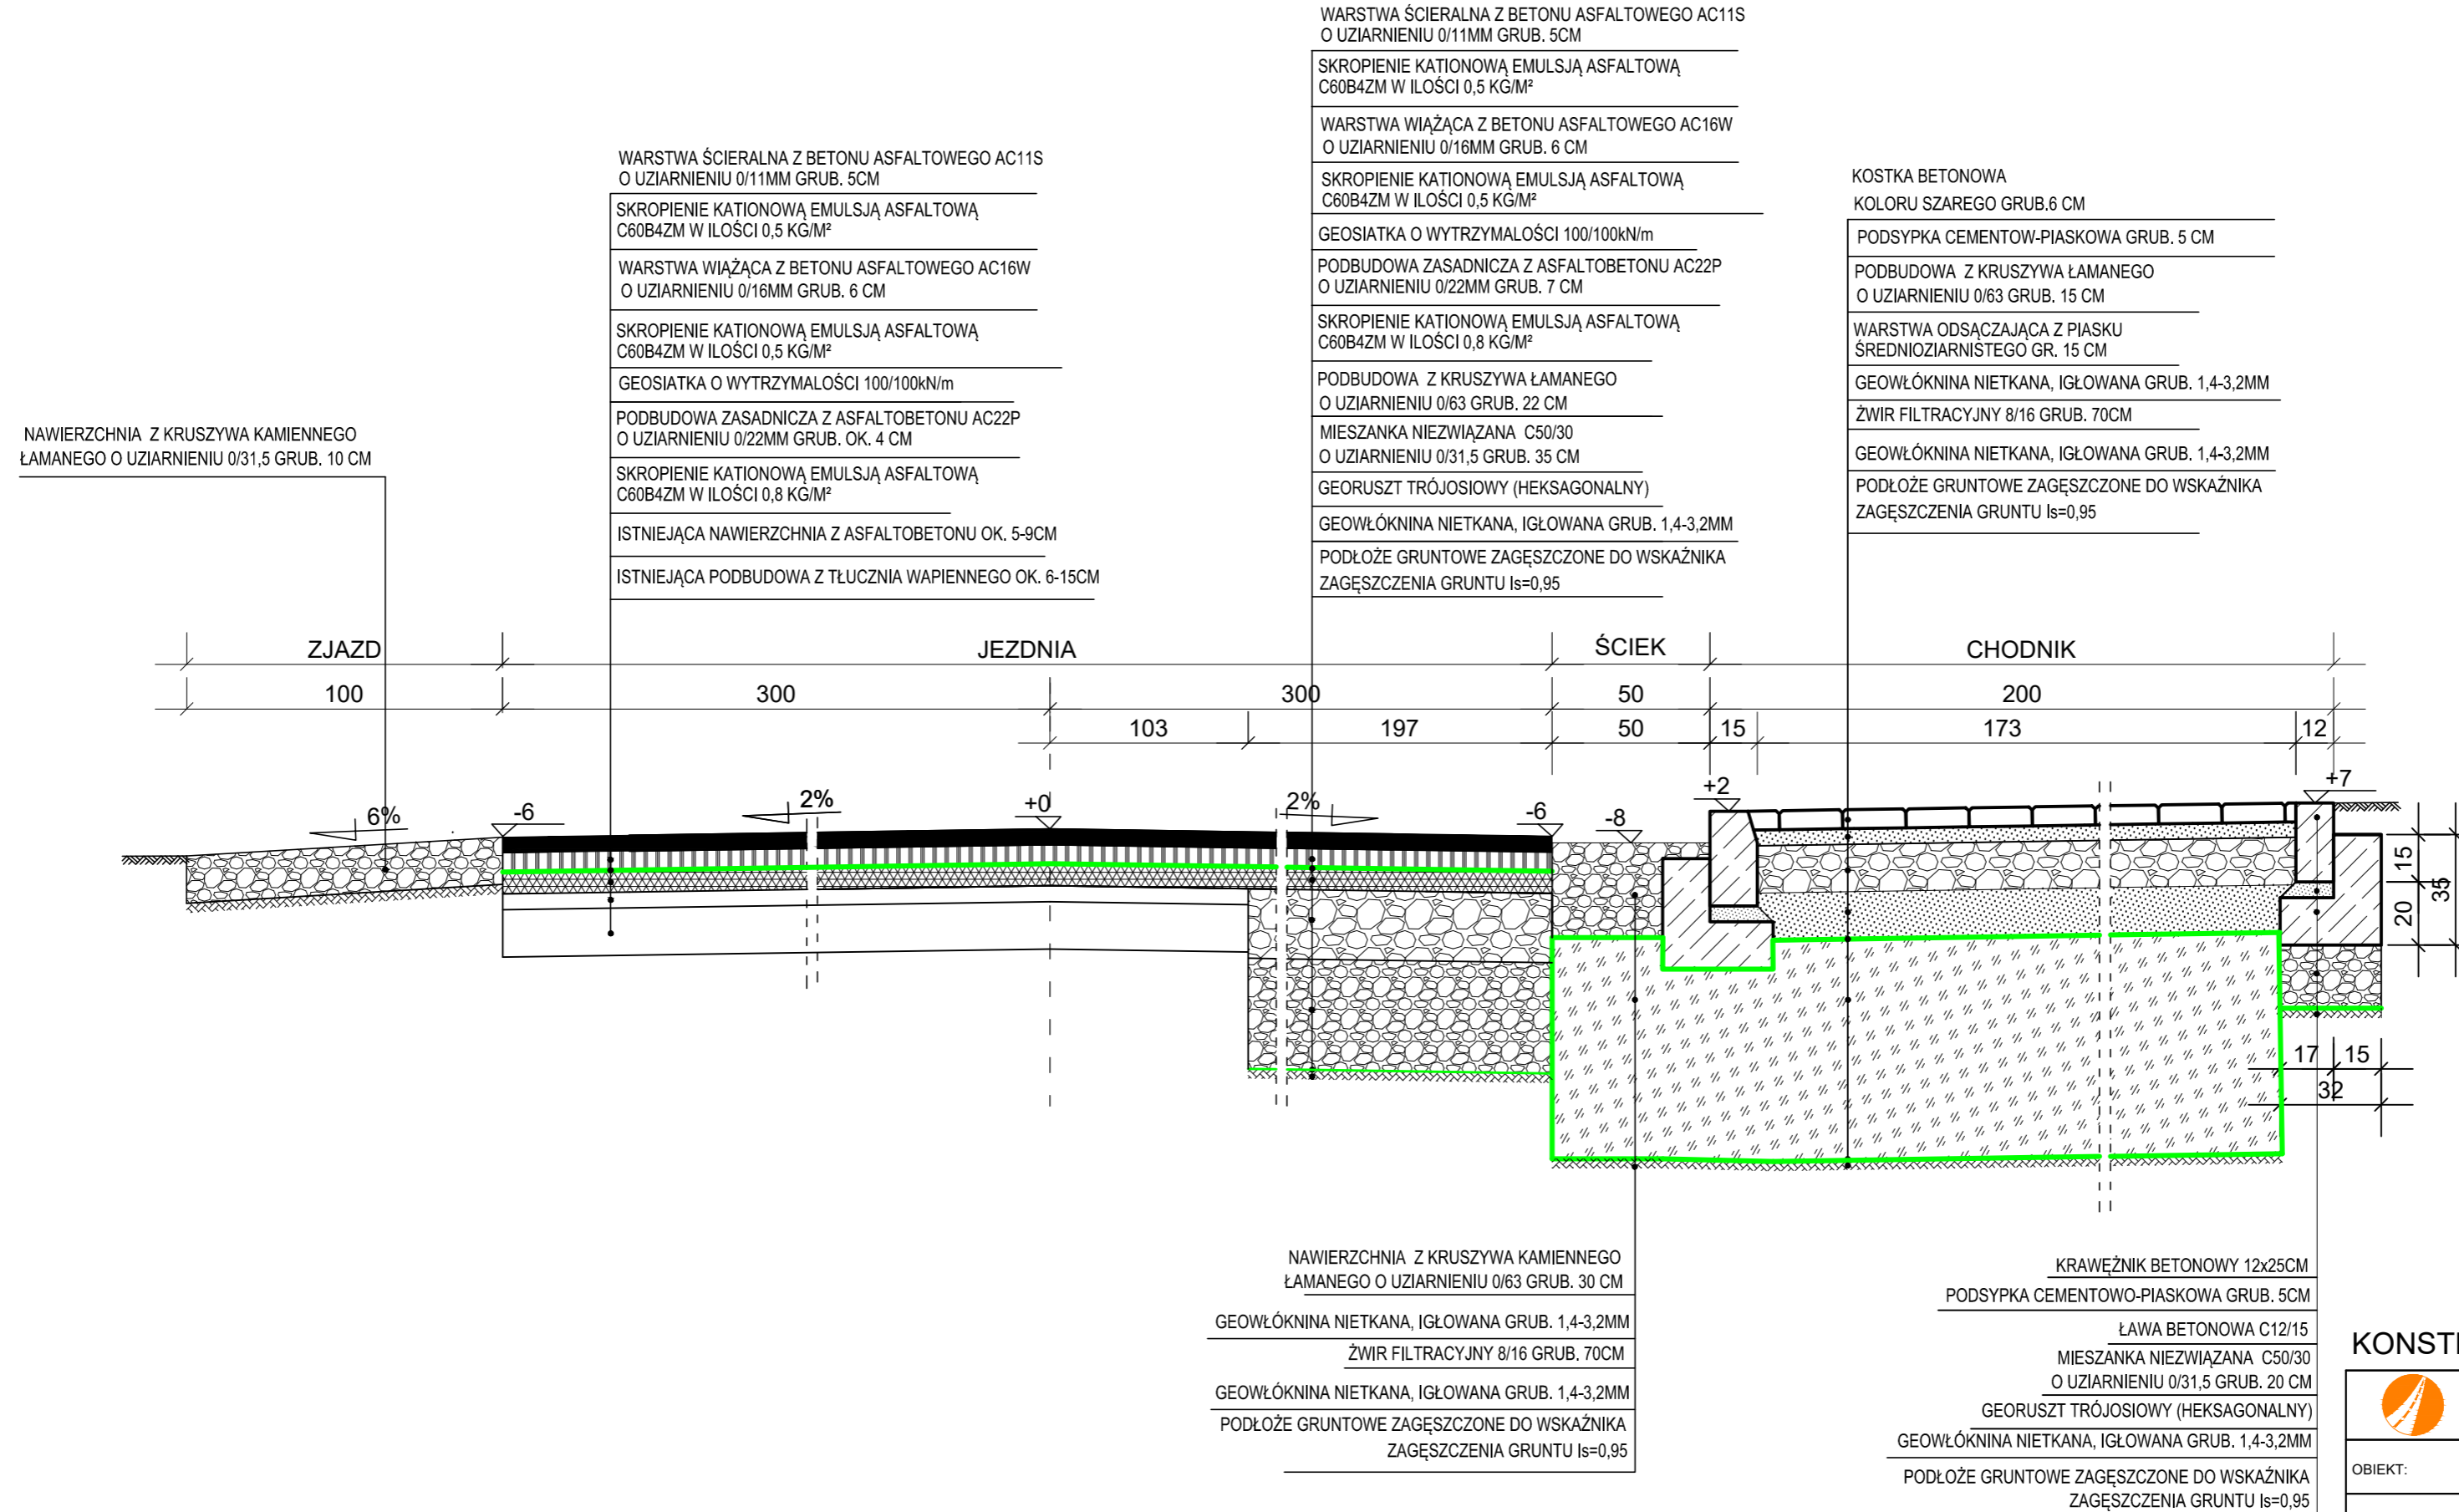 WARSTWA ŚCIERALNA Z BETONU ASFALTOWEGO AC11S
O UZIARNIENIU 0/11MM GRUB. 5CM
SKROPIENIE KATIONOWĄ EMULSJĄ ASFALTOWĄ
C60B4ZM W ILOŚCI 0,5 KG/M²
WARSTWA WIĄŻĄCA Z BETONU ASFALTOWEGO AC16W
O UZIARNIENIU 0/16MM GRUB. 6 CM
SKROPIENIE KATIONOWĄ EMULSJĄ ASFALTOWĄ
C60B4ZM W ILOŚCI 0,5 KG/M²
GEOSIATKA O WYTRZYMALOŚCI 100/100kN/m
PODBUDOWA ZASADNICZA Z ASFALTOBETONU AC22P
O UZIARNIENIU 0/22MM GRUB. 7 CM
SKROPIENIE KATIONOWĄ EMULSJĄ ASFALTOWĄ
C60B4ZM W ILOŚCI 0,8 KG/M²
PODBUDOWA Z KRUSZYWA ŁAMANEGO
O UZIARNIENIU 0/63 GRUB. 22 CM
MIESZANKA NIEZWIĄZANA C50/30
O UZIARNIENIU 0/31,5 GRUB. 35 CM
GEORUSZT TRÓJOSIOWY (HEKSAGONALNY)
GEOWŁÓKNINA NIETKANA, IGŁOWANA GRUB. 1,4-3,2MM
PODŁOŻE GRUNTOWE ZAGĘSZCZONE DO WSKAŹNIKA
ZAGĘSZCZENIA GRUNTU Is=0,95
WARSTWA ŚCIERALNA Z BETONU ASFALTOWEGO AC11S
O UZIARNIENIU 0/11MM GRUB. 5CM
SKROPIENIE KATIONOWĄ EMULSJĄ ASFALTOWĄ
C60B4ZM W ILOŚCI 0,5 KG/M²
WARSTWA WIĄŻĄCA Z BETONU ASFALTOWEGO AC16W
O UZIARNIENIU 0/16MM GRUB. 6 CM
SKROPIENIE KATIONOWĄ EMULSJĄ ASFALTOWĄ
C60B4ZM W ILOŚCI 0,5 KG/M²
GEOSIATKA O WYTRZYMALOŚCI 100/100kN/m
PODBUDOWA ZASADNICZA Z ASFALTOBETONU AC22P
O UZIARNIENIU 0/22MM GRUB. OK. 4 CM
SKROPIENIE KATIONOWĄ EMULSJĄ ASFALTOWĄ
C60B4ZM W ILOŚCI 0,8 KG/M²
ISTNIEJĄCA NAWIERZCHNIA Z ASFALTOBETONU OK. 5-9CM
ISTNIEJĄCA PODBUDOWA Z TŁUCZNIA WAPIENNEGO OK. 6-15CM
KOSTKA BETONOWA
KOLORU SZAREGO GRUB.6 CM
PODSYPKA CEMENTOW-PIASKOWA GRUB. 5 CM
PODBUDOWA Z KRUSZYWA ŁAMANEGO
O UZIARNIENIU 0/63 GRUB. 15 CM
WARSTWA ODSĄCZAJĄCA Z PIASKU
ŚREDNIOZIARNISTEGO GR. 15 CM
GEOWŁÓKNINA NIETKANA, IGŁOWANA GRUB. 1,4-3,2MM
ŻWIR FILTRACYJNY 8/16 GRUB. 70CM
GEOWŁÓKNINA NIETKANA, IGŁOWANA GRUB. 1,4-3,2MM
PODŁOŻE GRUNTOWE ZAGĘSZCZONE DO WSKAŹNIKA
ZAGĘSZCZENIA GRUNTU Is=0,95
NAWIERZCHNIA Z KRUSZYWA KAMIENNEGO
ŁAMANEGO O UZIARNIENIU 0/31,5 GRUB. 10 CM
ZJAZD JEZDNIA ŚCIEK CHODNIK
100 300 300 50 200
103 197 50 15 173 12
6% -6 2% +0 2% -6 -8 +2 +7
15 20 35
17 15
32
NAWIERZCHNIA Z KRUSZYWA KAMIENNEGO
ŁAMANEGO O UZIARNIENIU 0/63 GRUB. 30 CM
GEOWŁÓKNINA NIETKANA, IGŁOWANA GRUB. 1,4-3,2MM
ŻWIR FILTRACYJNY 8/16 GRUB. 70CM
GEOWŁÓKNINA NIETKANA, IGŁOWANA GRUB. 1,4-3,2MM
PODŁOŻE GRUNTOWE ZAGĘSZCZONE DO WSKAŹNIKA
ZAGĘSZCZENIA GRUNTU Is=0,95
KRAWĘŻNIK BETONOWY 12x25CM
PODSYPKA CEMENTOWO-PIASKOWA GRUB. 5CM
ŁAWA BETONOWA C12/15
MIESZANKA NIEZWIĄZANA C50/30
O UZIARNIENIU 0/31,5 GRUB. 20 CM
GEORUSZT TRÓJOSIOWY (HEKSAGONALNY)
GEOWŁÓKNINA NIETKANA, IGŁOWANA GRUB. 1,4-3,2MM
PODŁOŻE GRUNTOWE ZAGĘSZCZONE DO WSKAŹNIKA
ZAGĘSZCZENIA GRUNTU Is=0,95
OBIEKT: